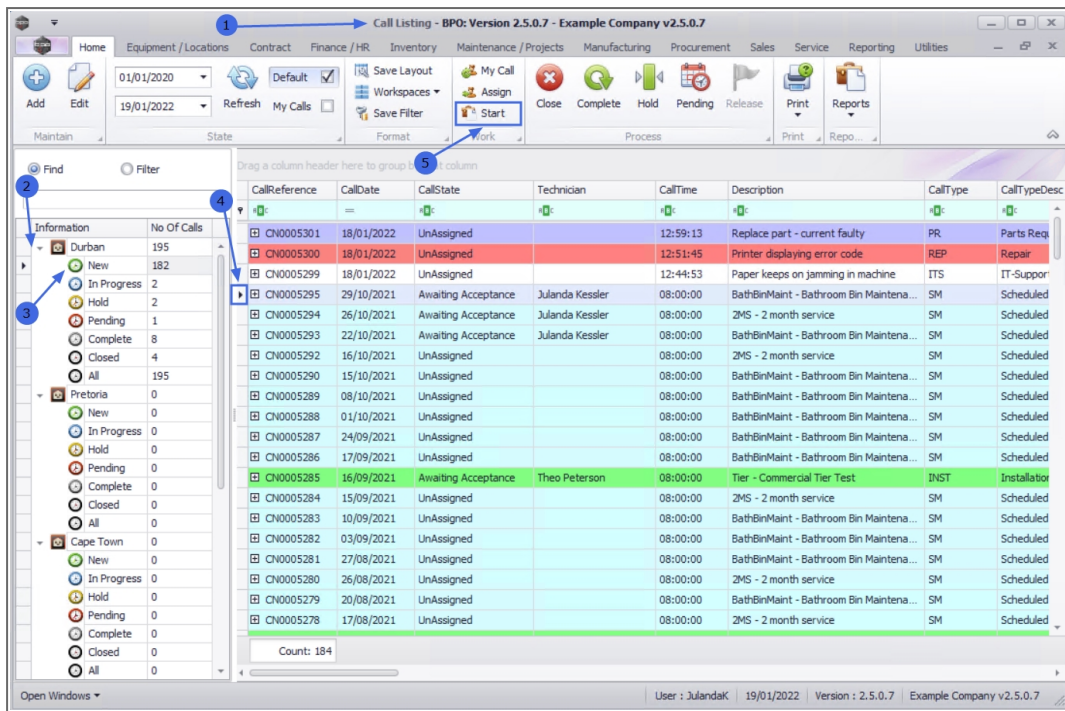 1
Call Listing - BPO: Version 2.5.0.7 - Example Company v2.5.0.7
Home Equipment / Locations Contract Finance / HR Inventory Maintenance / Projects Manufacturing Procurement Sales Service Reporting Utilities
01/01/2020 Default Save Layout My Call
Workspaces Assign
Add Edit 19/01/2022 Refresh My Calls Save Filter Start Close Complete Hold Pending Release Print Reports
Maintain State Format Work Process Print Repo...
5
Find Filter
Drag a column header here to group by that column
2
4
3
Information No Of Calls
Durban 195
New 182
In Progress 2
Hold 2
Pending 1
Complete 8
Closed 4
All 195
Pretoria 0
New 0
In Progress 0
Hold 0
Pending 0
Complete 0
Closed 0
All 0
Cape Town 0
New 0
In Progress 0
Hold 0
Pending 0
Complete 0
Closed 0
All 0
CallReference CallDate CallState Technician CallTime Description CallType CallTypeDesc
CN0005301 18/01/2022 UnAssigned 12:59:13 Replace part - current faulty PR Parts Requ
CN0005300 18/01/2022 UnAssigned 12:51:45 Printer displaying error code REP Repair
CN0005299 18/01/2022 UnAssigned 12:44:53 Paper keeps on jamming in machine ITS IT-Support
CN0005295 29/10/2021 Awaiting Acceptance Julanda Kessler 08:00:00 BathBinMaint - Bathroom Bin Maintena... SM Scheduled
CN0005294 26/10/2021 Awaiting Acceptance Julanda Kessler 08:00:00 2MS - 2 month service SM Scheduled
CN0005293 22/10/2021 Awaiting Acceptance Julanda Kessler 08:00:00 BathBinMaint - Bathroom Bin Maintena... SM Scheduled
CN0005292 16/10/2021 UnAssigned 08:00:00 2MS - 2 month service SM Scheduled
CN0005290 15/10/2021 UnAssigned 08:00:00 BathBinMaint - Bathroom Bin Maintena... SM Scheduled
CN0005289 08/10/2021 UnAssigned 08:00:00 BathBinMaint - Bathroom Bin Maintena... SM Scheduled
CN0005288 01/10/2021 UnAssigned 08:00:00 BathBinMaint - Bathroom Bin Maintena... SM Scheduled
CN0005287 24/09/2021 UnAssigned 08:00:00 BathBinMaint - Bathroom Bin Maintena... SM Scheduled
CN0005286 17/09/2021 UnAssigned 08:00:00 BathBinMaint - Bathroom Bin Maintena... SM Scheduled
CN0005285 16/09/2021 Awaiting Acceptance Theo Peterson 08:00:00 Tier - Commercial Tier Test INST Installation
CN0005284 15/09/2021 UnAssigned 08:00:00 2MS - 2 month service SM Scheduled
CN0005283 10/09/2021 UnAssigned 08:00:00 BathBinMaint - Bathroom Bin Maintena... SM Scheduled
CN0005282 03/09/2021 UnAssigned 08:00:00 BathBinMaint - Bathroom Bin Maintena... SM Scheduled
CN0005281 27/08/2021 UnAssigned 08:00:00 BathBinMaint - Bathroom Bin Maintena... SM Scheduled
CN0005280 26/08/2021 UnAssigned 08:00:00 2MS - 2 month service SM Scheduled
CN0005279 20/08/2021 UnAssigned 08:00:00 BathBinMaint - Bathroom Bin Maintena... SM Scheduled
CN0005278 17/08/2021 UnAssigned 08:00:00 2MS - 2 month service SM Scheduled
Count: 184
Open Windows User : JulandaK 19/01/2022 Version : 2.5.0.7 Example Company v2.5.0.7